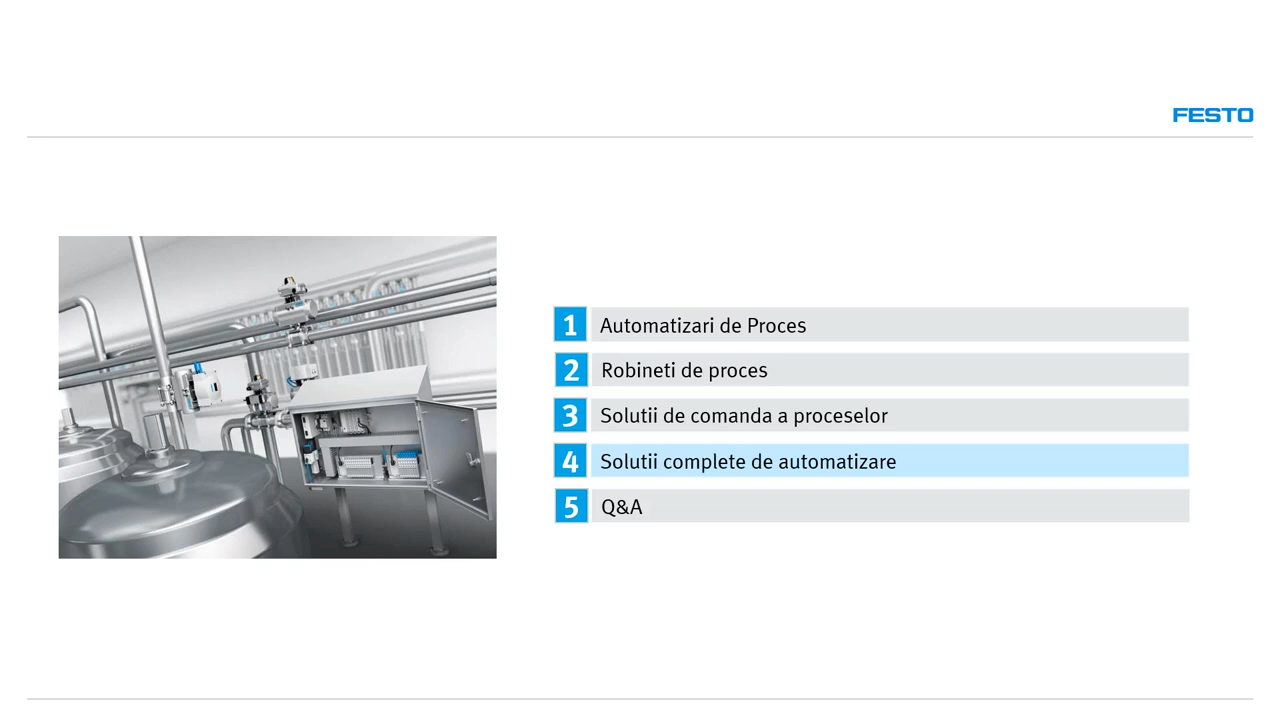 FESTO
1 Automatizari de Proces
2 Robineti de proces
3 Solutii de comanda a proceselor
4 Solutii complete de automatizare
5 Q&A